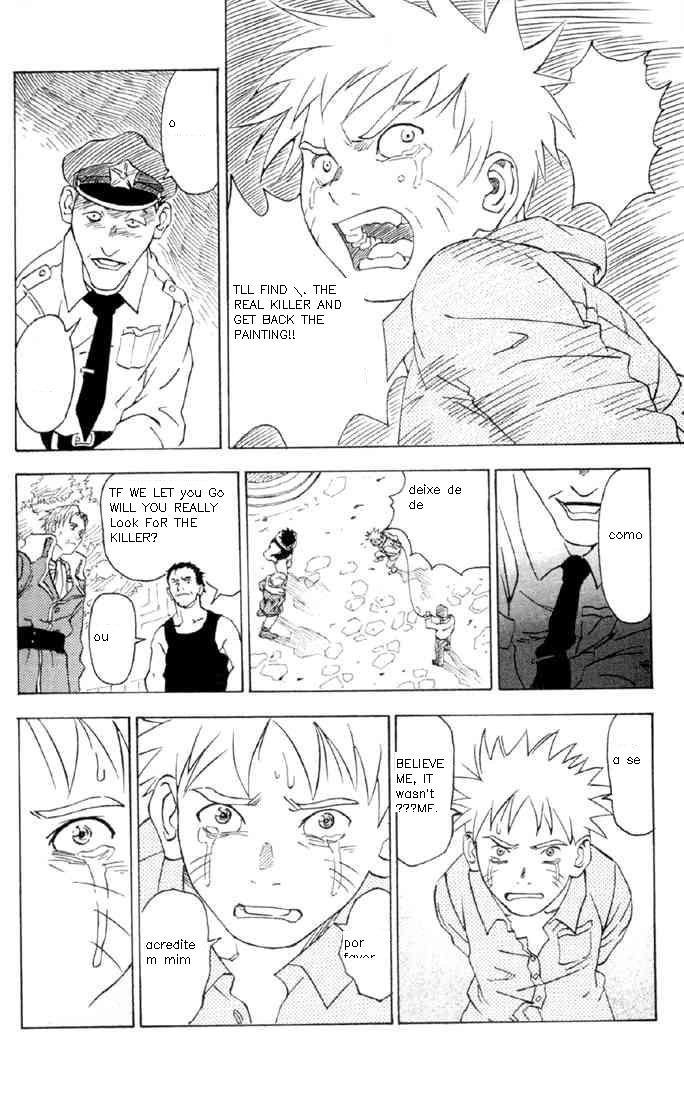 TLL FIND \. THE
REAL KILLER AND
GET BACK THE
PAINTING!!
o
como
deixe de
de
TF WE LET you Go
WILL YOU REALLY
Look FoR THE
KILLER?
ou
a se
BELIEVE
ME, IT
wasn't
???MF.
por
favor
acredite
m mim